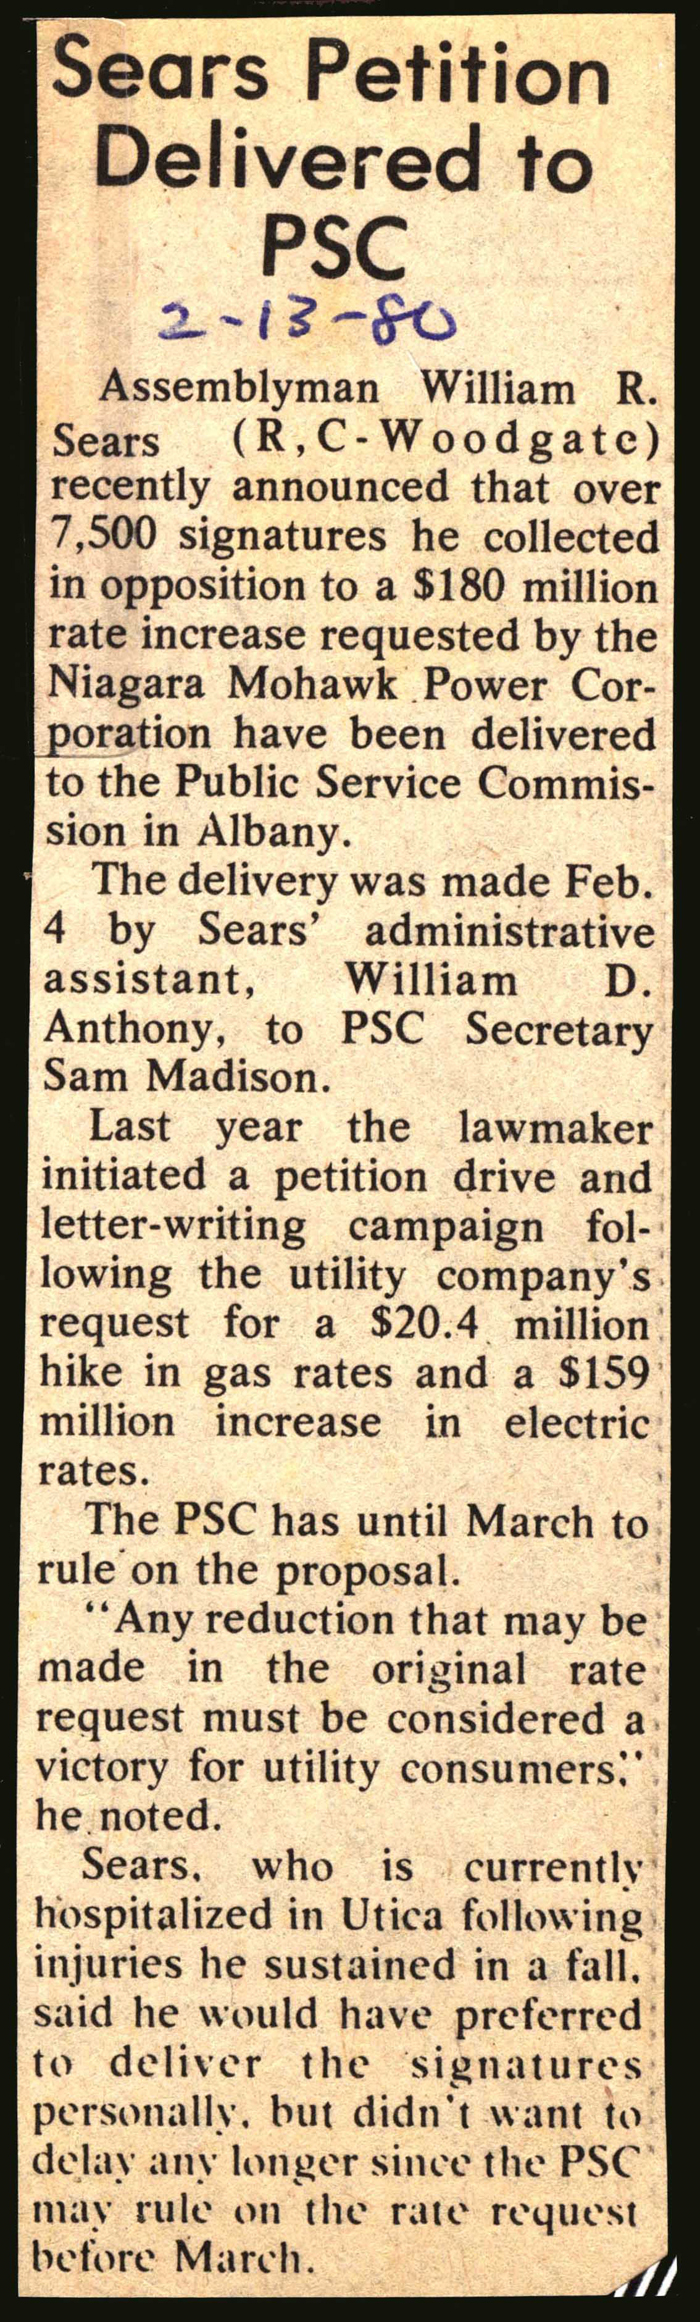 Sears Petition
Delivered to
PSC
2-13-80
Assemblyman William R.
Sears (R,C-Woodgate)
recently announced that over
7,500 signatures he collected
in opposition to a $180 million
rate increase requested by the
Niagara Mohawk Power Cor-
poration have been delivered
to the Public Service Commis-
sion in Albany.
The delivery was made Feb.
4 by Sears' administrative
assistant, William D.
Anthony, to PSC Secretary
Sam Madison.
Last year the lawmaker
initiated a petition drive and
letter-writing campaign fol-
lowing the utility company's
request for a $20.4 million
hike in gas rates and a $159
million increase in electric
rates.
The PSC has until March to
rule on the proposal.
"Any reduction that may be
made in the original rate
request must be considered a
victory for utility consumers,"
he noted.
Sears, who is currently
hospitalized in Utica following
injuries he sustained in a fall,
said he would have preferred
to deliver the signatures
personally, but didn't want to
delay any longer since the PSC
may rule on the rate request
before March.